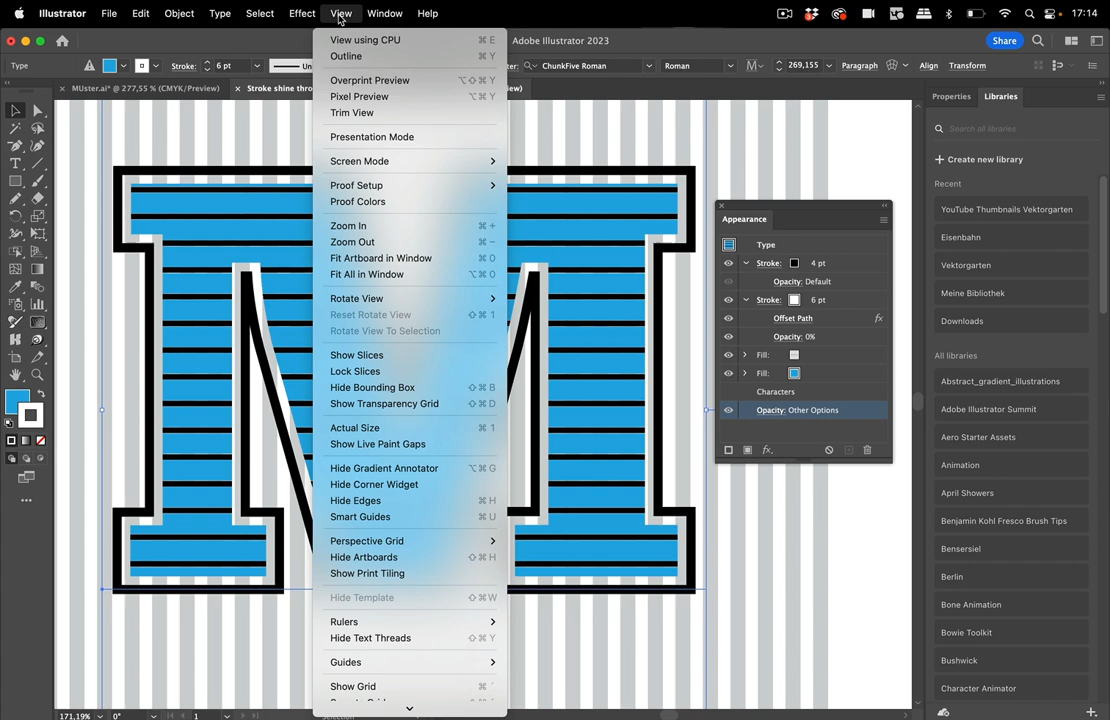 Illustrator File Edit Object Type Select Effect View Window Help 3 17:14
Adobe Illustrator 2023 Share
Type Stroke: 6 pt ChunkFive Roman Roman 269,155 Paragraph Align Transform
MUster.ai* @ 277,55 % (CMYK/Preview)
Stroke shine thro
View using CPU ⌘ E
Outline ⌘ Y
Overprint Preview ⌥⇧⌘ Y
Pixel Preview ⌥⌘ Y
Trim View
Presentation Mode
Screen Mode
Proof Setup
Proof Colors
Zoom In ⌘ +
Zoom Out ⌘ −
Fit Artboard in Window ⌘ 0
Fit All in Window ⌥⌘ 0
Rotate View
Reset Rotate View ⇧⌘ 1
Rotate View To Selection
Show Slices
Lock Slices
Hide Bounding Box ⇧⌘ B
Show Transparency Grid ⇧⌘ D
Actual Size ⌘ 1
Show Live Paint Gaps
Hide Gradient Annotator ⌥⌘ G
Hide Corner Widget
Hide Edges ⌘ H
Smart Guides ⌘ U
Perspective Grid
Hide Artboards ⇧⌘ H
Show Print Tiling
Hide Template ⇧⌘ W
Rulers
Hide Text Threads ⇧⌘ Y
Guides
Show Grid ⌘
M
Appearance
Type
Stroke: 4 pt
Opacity: Default
Stroke: 6 pt
Offset Path fx
Opacity: 0%
Fill:
Fill:
Characters
Opacity: Other Options
fx.
Properties Libraries
Search all libraries
+ Create new library
Recent
YouTube Thumbnails Vektorgarten
Eisenbahn
Vektorgarten
Meine Bibliothek
Downloads
All libraries
Abstract_gradient_illustrations
Adobe Illustrator Summit
Aero Starter Assets
Animation
April Showers
Benjamin Kohl Fresco Brush Tips
Bensersiel
Berlin
Bone Animation
Bowie Toolkit
Bushwick
Character Animator
171,19% 0° 1